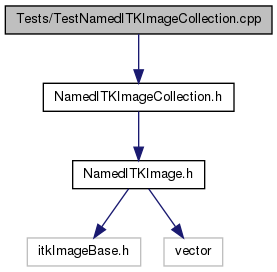 Tests/TestNamedITKImageCollection.cpp
NamedITKImageCollection.h
NamedITKImage.h
itkImageBase.h
vector